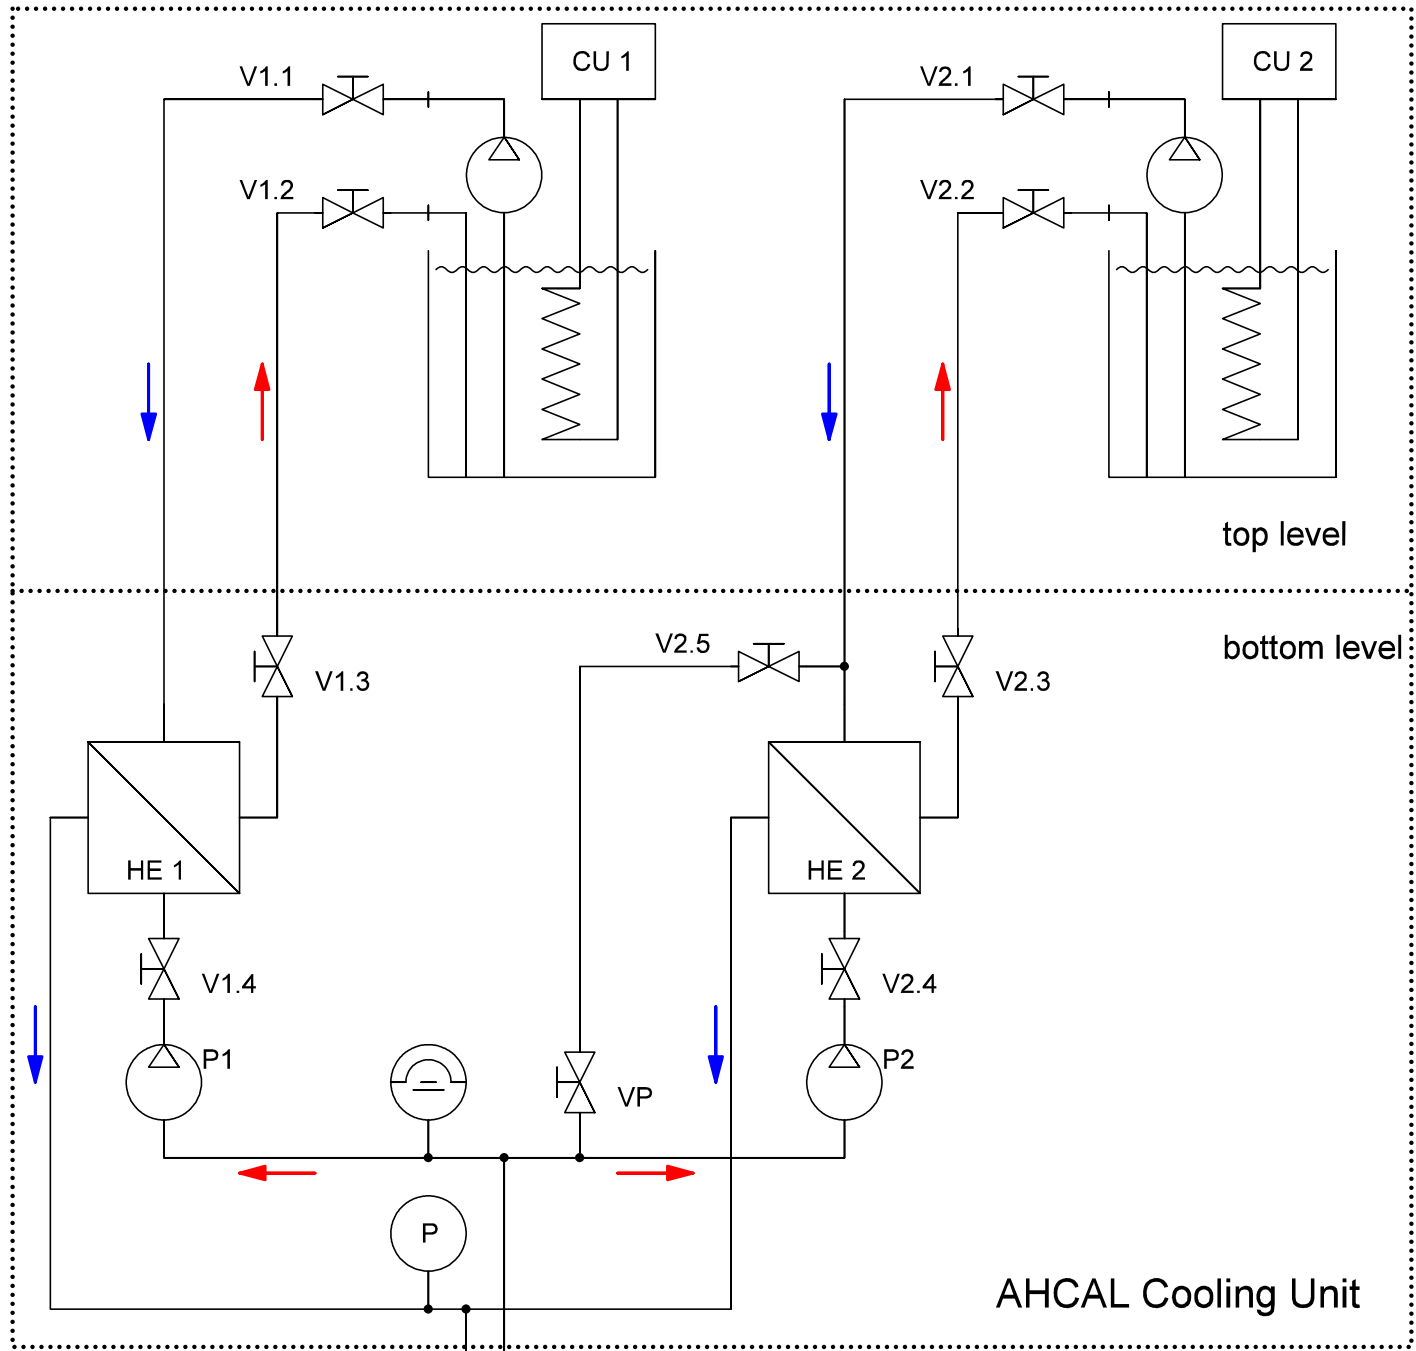 CU 1
CU 2
V1.1
V2.1
V1.2
V2.2
top level
V2.5
bottom level
V1.3
V2.3
HE 1
HE 2
V1.4
V2.4
P1
P2
VP
P
AHCAL Cooling Unit